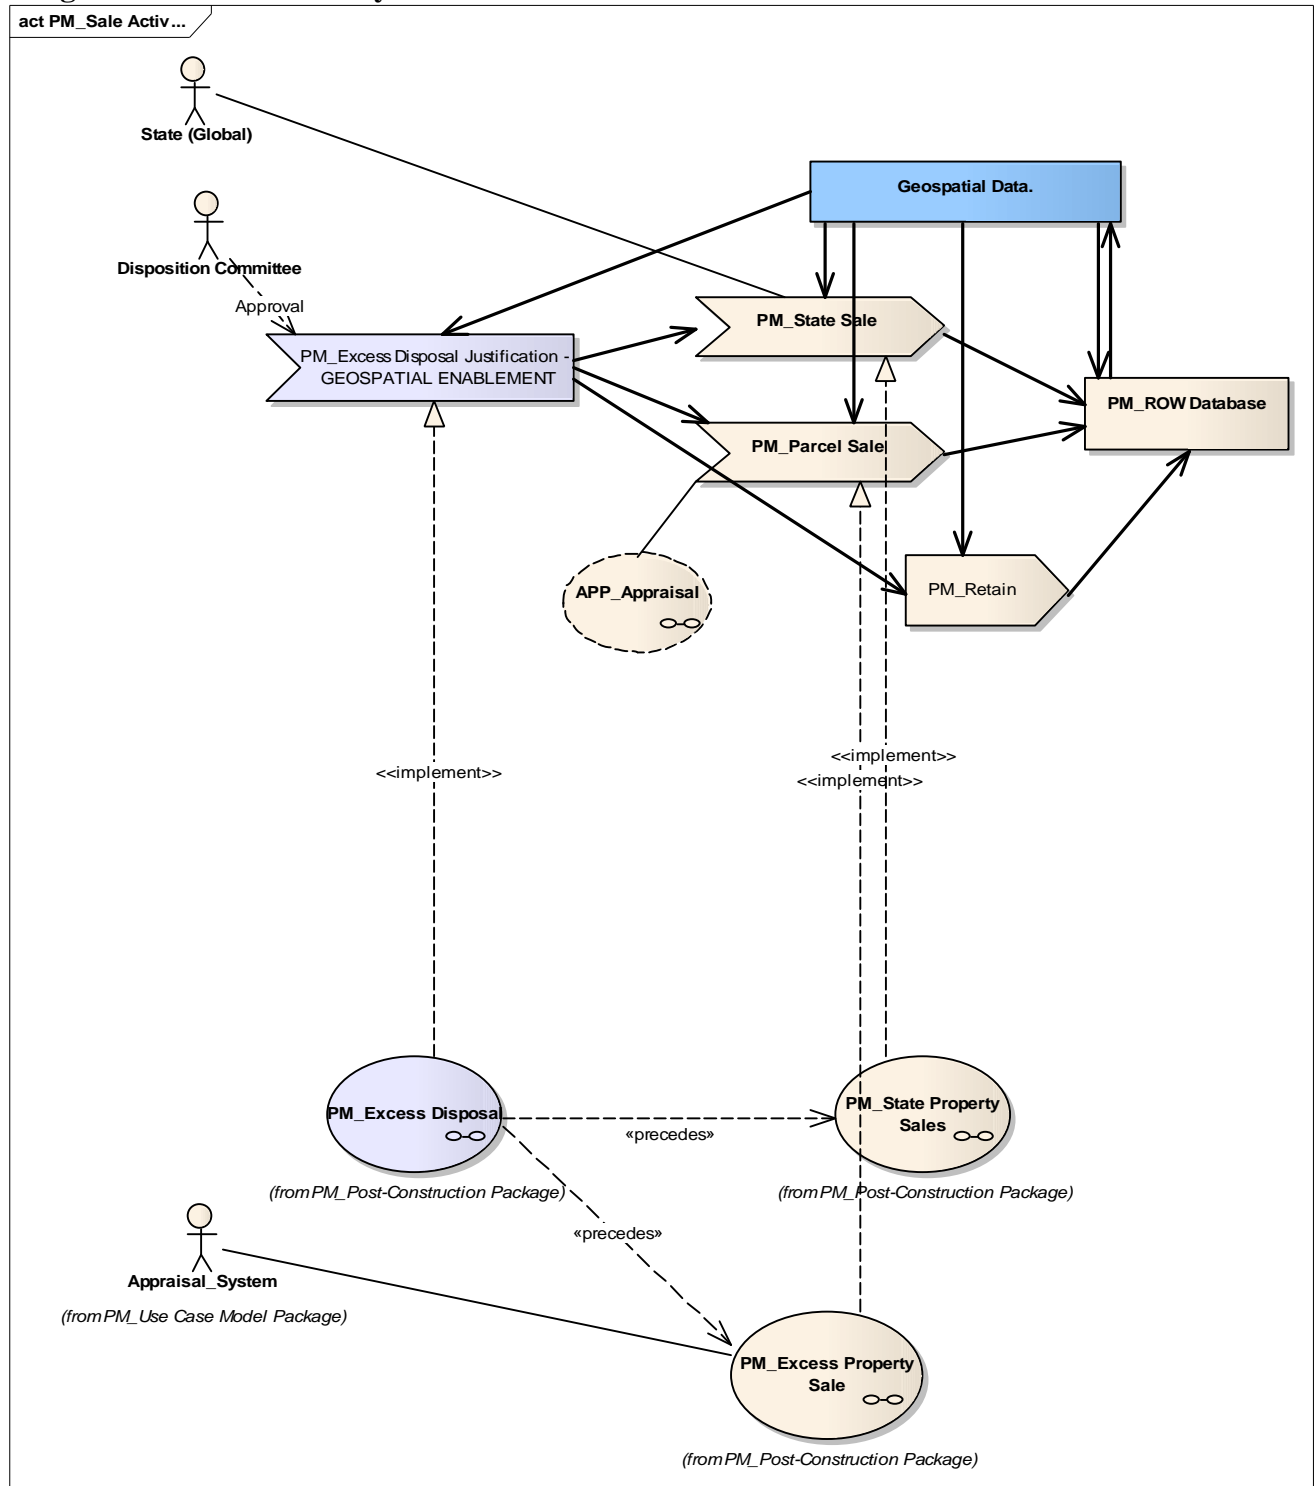 act PM_Sale Activ...
State (Global)
Geospatial Data.
Disposition Committee
Approval
PM_State Sale
PM_Excess Disposal Justification -
GEOSPATIAL ENABLEMENT
PM_ROW Database
PM_Parcel Sale
APP_Appraisal
PM_Retain
<<implement>>
<<implement>>
<<implement>>
PM_Excess Disposal
PM_State Property
Sales
«precedes»
(from PM_Post-Construction Package)
(from PM_Post-Construction Package)
«precedes»
Appraisal_System
(from PM_Use Case Model Package)
PM_Excess Property
Sale
(from PM_Post-Construction Package)